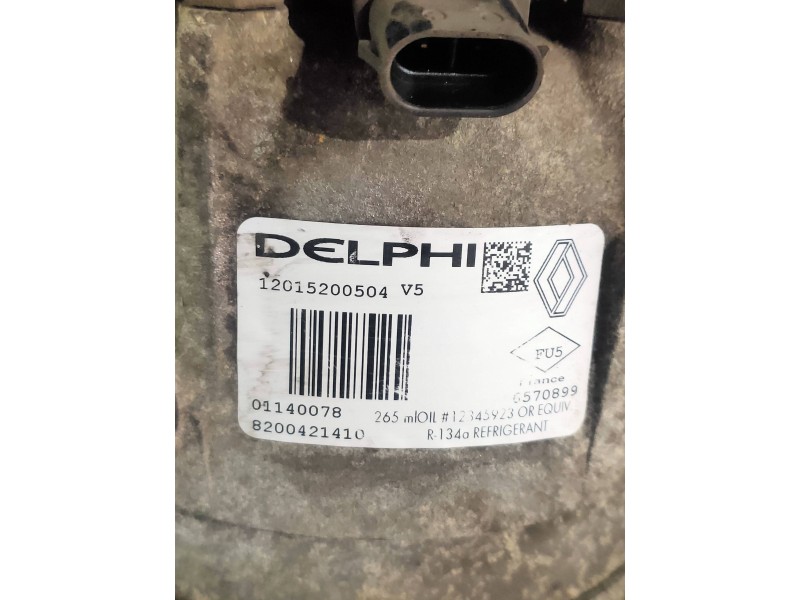 DELPHI
12015200504 V5
FU5
France
6570899
01140078
265 mlOIL #12345923 OR EQUIV.
8200421410
R-134a REFRIGERANT